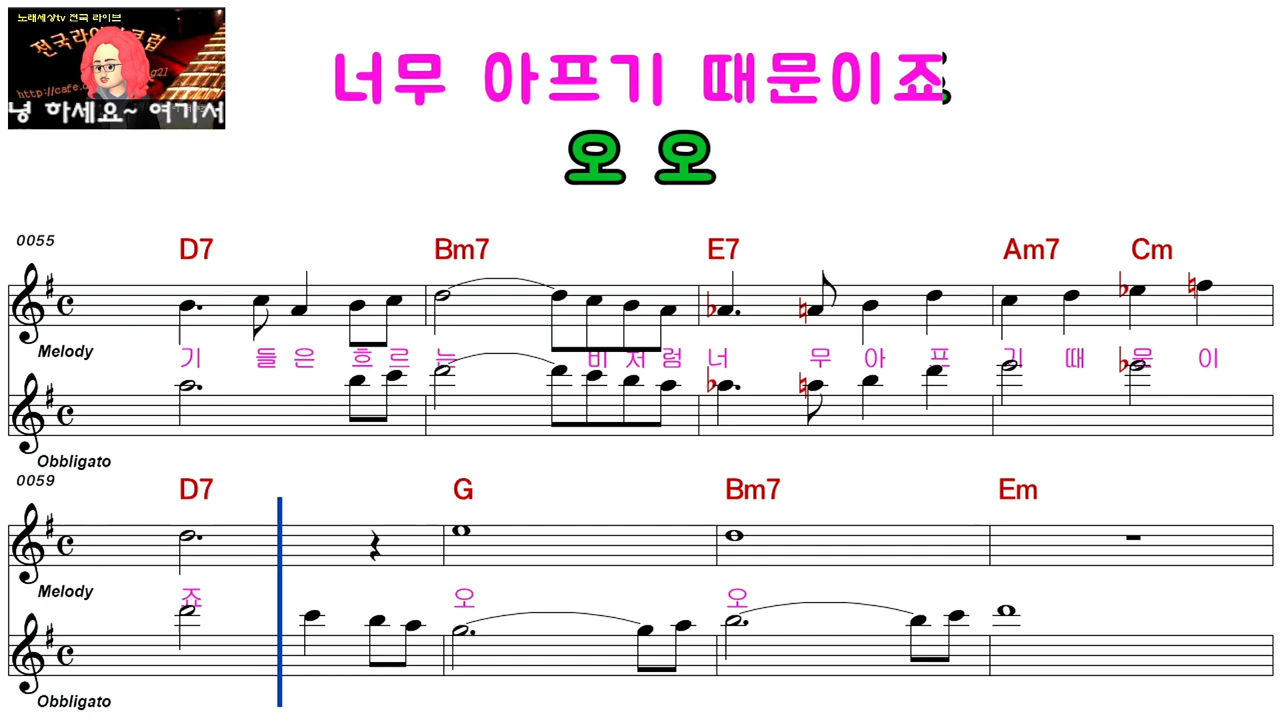 노래세상tv 전국 라이브
http://cafe.
녕 하세요~ 여기서
너무 아프기 때문이죠
오 오
0055
D7 Bm7 E7 Am7 Cm
Melody
기 들 은 흐 르 는 비 처 럼 너 무 아 프 기 때 문 이
Obbligato
0059
D7 G Bm7 Em
Melody
죠 오 오
Obbligato